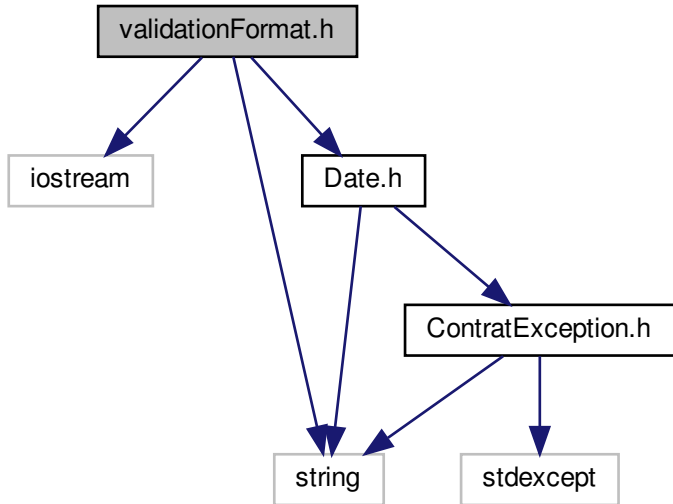 validationFormat.h
iostream
Date.h
ContratException.h
string
stdexcept